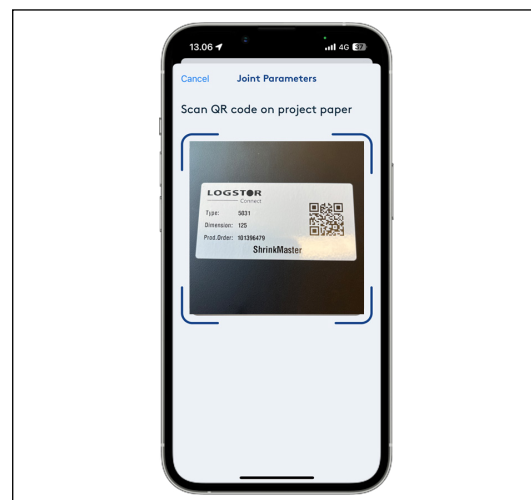 13.06
4G 37
Cancel Joint Parameters
Scan QR code on project paper
LOGSTOR
Connect
Type: 5031
Dimension: 125
Prod.Order: 101396479
ShrinkMaster